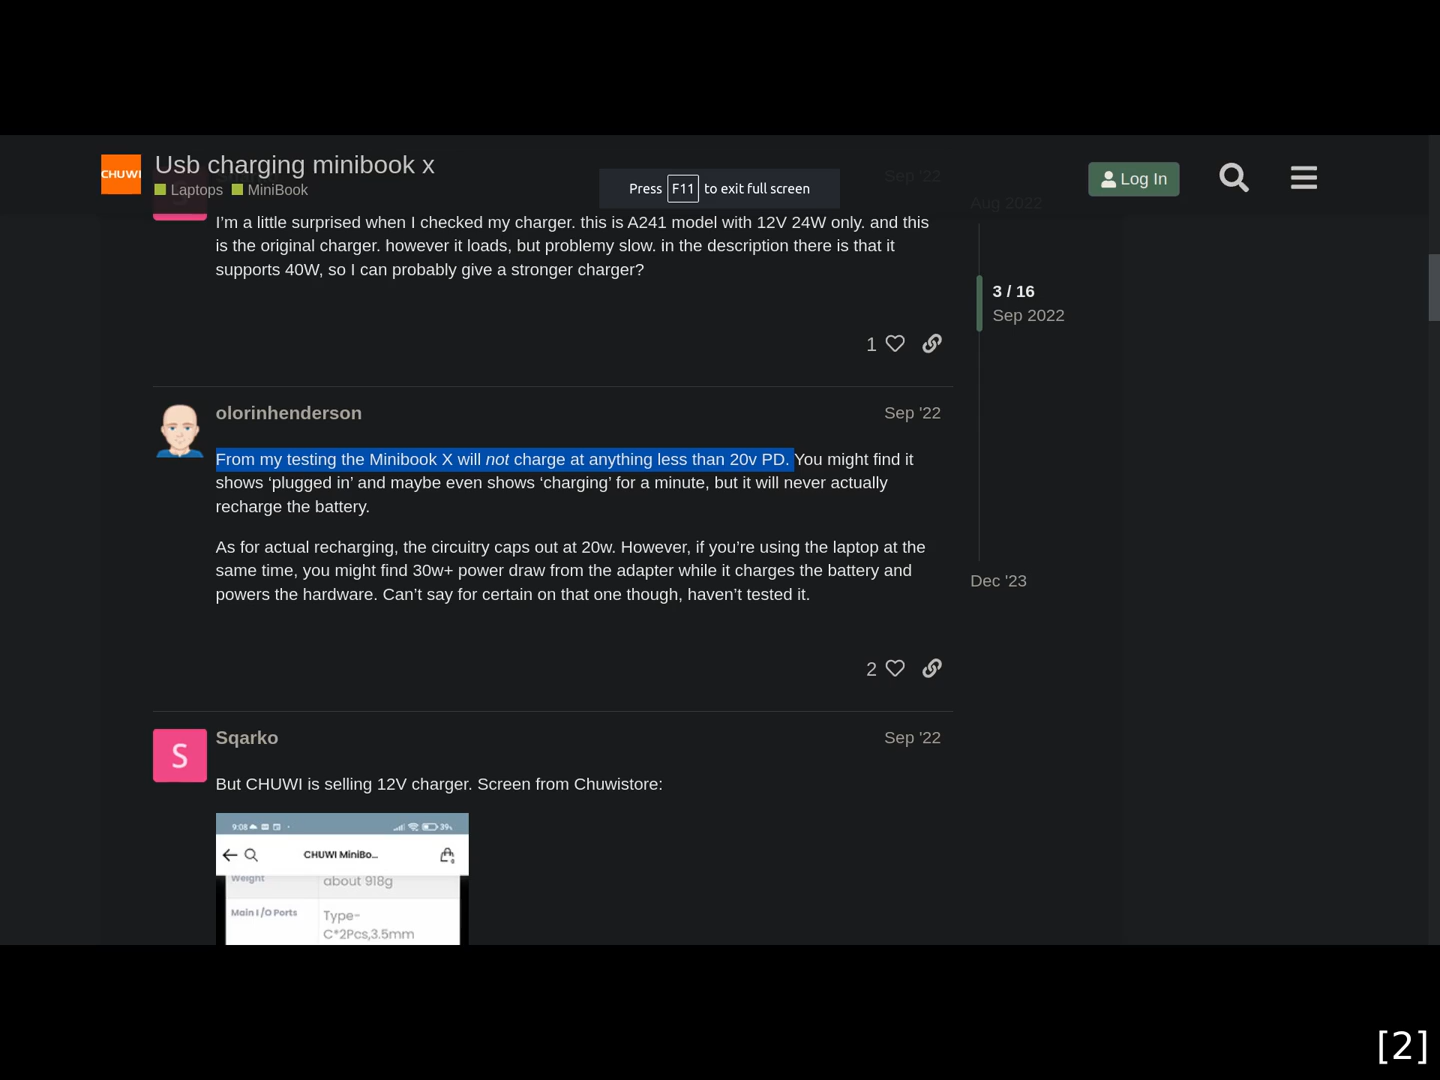 CHUWI
Usb charging minibook x
Laptops MiniBook
Press F11 to exit full screen
Sep '22
Log In
Aug 2022
I'm a little surprised when I checked my charger. this is A241 model with 12V 24W only. and this
is the original charger. however it loads, but problemy slow. in the description there is that it
supports 40W, so I can probably give a stronger charger?
3 / 16
Sep 2022
1
olorinhenderson
Sep '22
From my testing the Minibook X will not charge at anything less than 20v PD. You might find it
shows ‘plugged in’ and maybe even shows ‘charging’ for a minute, but it will never actually
recharge the battery.
As for actual recharging, the circuitry caps out at 20w. However, if you’re using the laptop at the
same time, you might find 30w+ power draw from the adapter while it charges the battery and
powers the hardware. Can’t say for certain on that one though, haven’t tested it.
Dec '23
2
S
Sqarko
Sep '22
But CHUWI is selling 12V charger. Screen from Chuwistore:
9:08
39
CHUWI MiniBo...
Weight
about 918g
Main I /O Ports
Type-
C*2Pcs,3.5mm
[2]